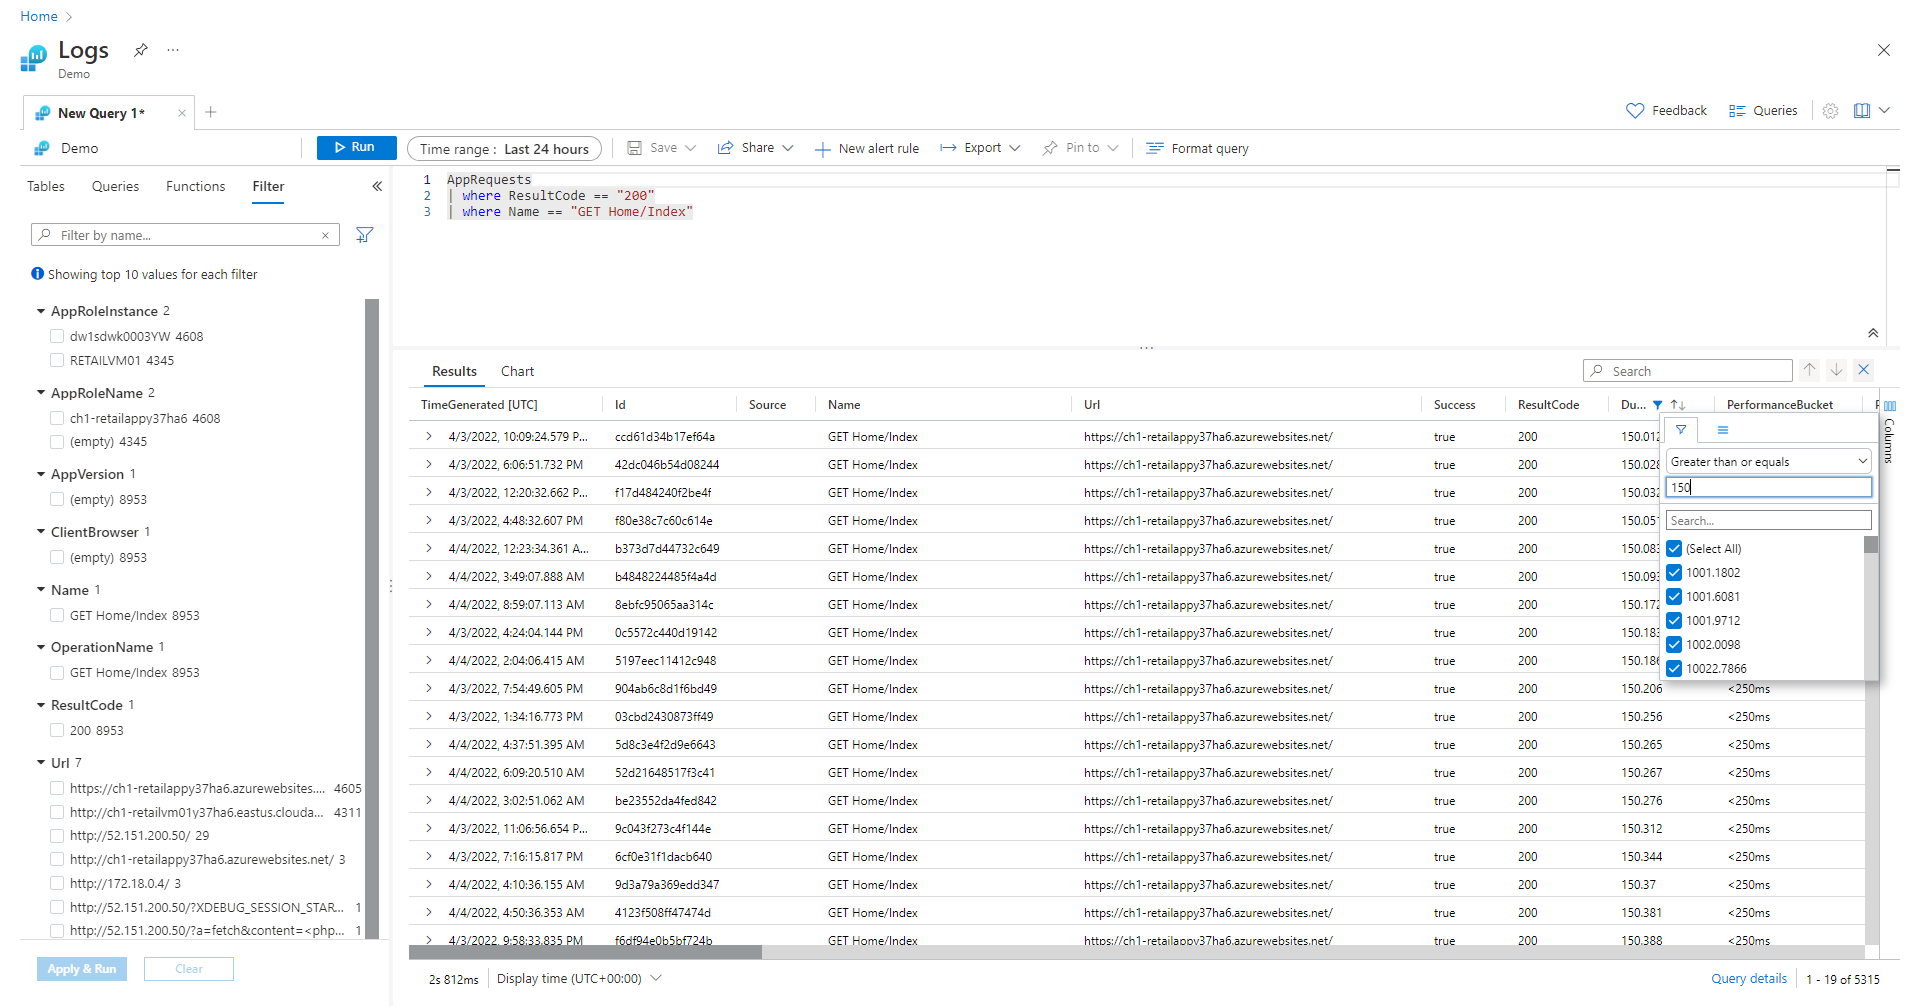 Home
Logs
Demo
New Query 1*
Feedback
Queries
Demo
Run
Time range : Last 24 hours
Save
Share
New alert rule
Export
Pin to
Format query
Tables
Queries
Functions
Filter
1 AppRequests
2 | where ResultCode == "200"
3 | where Name == "GET Home/Index"
Filter by name...
Showing top 10 values for each filter
AppRoleInstance 2
dw1sdwk0003YW 4608
RETAILVM01 4345
AppRoleName 2
ch1-retailappy37ha6 4608
(empty) 4345
AppVersion 1
(empty) 8953
ClientBrowser 1
(empty) 8953
Name 1
GET Home/Index 8953
OperationName 1
GET Home/Index 8953
ResultCode 1
200 8953
Url 7
https://ch1-retailappy37ha6.azurewebsites.... 4605
http://ch1-retailvm01y37ha6.eastus.clouda... 4311
http://52.151.200.50/ 29
http://ch1-retailappy37ha6.azurewebsites.net/ 3
http://172.18.0.4/ 3
http://52.151.200.50/?XDEBUG_SESSION_STAR... 1
http://52.151.200.50/?a=fetch&content=<php... 1
Apply & Run
Clear
Results
Chart
Search
TimeGenerated [UTC] Id Source Name Url Success ResultCode Du... PerformanceBucket
4/3/2022, 10:09:24.579 P... ccd61d34b17ef64a GET Home/Index https://ch1-retailappy37ha6.azurewebsites.net/ true 200 150.012
4/3/2022, 6:06:51.732 PM 42dc046b54d08244 GET Home/Index https://ch1-retailappy37ha6.azurewebsites.net/ true 200 150.028
4/3/2022, 12:20:32.662 P... f17d484240f2be4f GET Home/Index https://ch1-retailappy37ha6.azurewebsites.net/ true 200 150.032
4/3/2022, 4:48:32.607 PM f80e38c7c60c614e GET Home/Index https://ch1-retailappy37ha6.azurewebsites.net/ true 200 150.051
4/4/2022, 12:23:34.361 A... b373d7d44732c649 GET Home/Index https://ch1-retailappy37ha6.azurewebsites.net/ true 200 150.083
4/4/2022, 3:49:07.888 AM b4848224485f4a4d GET Home/Index https://ch1-retailappy37ha6.azurewebsites.net/ true 200 150.093
4/4/2022, 8:59:07.113 AM 8ebfc95065aa314c GET Home/Index https://ch1-retailappy37ha6.azurewebsites.net/ true 200 150.172
4/3/2022, 4:24:04.144 PM 0c5572c440d19142 GET Home/Index https://ch1-retailappy37ha6.azurewebsites.net/ true 200 150.183
4/4/2022, 2:04:06.415 AM 5197eec11412c948 GET Home/Index https://ch1-retailappy37ha6.azurewebsites.net/ true 200 150.186
4/3/2022, 7:54:49.605 PM 904ab6c8d1f6bd49 GET Home/Index https://ch1-retailappy37ha6.azurewebsites.net/ true 200 150.206 <250ms
4/3/2022, 1:34:16.773 PM 03cbd2430873ff49 GET Home/Index https://ch1-retailappy37ha6.azurewebsites.net/ true 200 150.256 <250ms
4/4/2022, 4:37:51.395 AM 5d8c3e4f2d9e6643 GET Home/Index https://ch1-retailappy37ha6.azurewebsites.net/ true 200 150.265 <250ms
4/4/2022, 6:09:20.510 AM 52d21648517f3c41 GET Home/Index https://ch1-retailappy37ha6.azurewebsites.net/ true 200 150.267 <250ms
4/4/2022, 3:02:51.062 AM be23552da4fed842 GET Home/Index https://ch1-retailappy37ha6.azurewebsites.net/ true 200 150.276 <250ms
4/3/2022, 11:06:56.654 P... 9c043f273c4f144e GET Home/Index https://ch1-retailappy37ha6.azurewebsites.net/ true 200 150.312 <250ms
4/3/2022, 7:16:15.817 PM 6cf0e31f1dacb640 GET Home/Index https://ch1-retailappy37ha6.azurewebsites.net/ true 200 150.344 <250ms
4/4/2022, 4:10:36.155 AM 9d3a79a369edd347 GET Home/Index https://ch1-retailappy37ha6.azurewebsites.net/ true 200 150.37 <250ms
4/4/2022, 4:50:36.353 AM 4123f508ff47474d GET Home/Index https://ch1-retailappy37ha6.azurewebsites.net/ true 200 150.381 <250ms
4/3/2022, 9:58:33.835 PM f6df94e0b5bf724b GET Home/Index https://ch1-retailappy37ha6.azurewebsites.net/ true 200 150.388 <250ms
Columns
Greater than or equals
150
Search...
(Select All)
1001.1802
1001.6081
1001.9712
1002.0098
10022.7866
2s 812ms
Display time (UTC+00:00)
Query details
1 - 19 of 5315